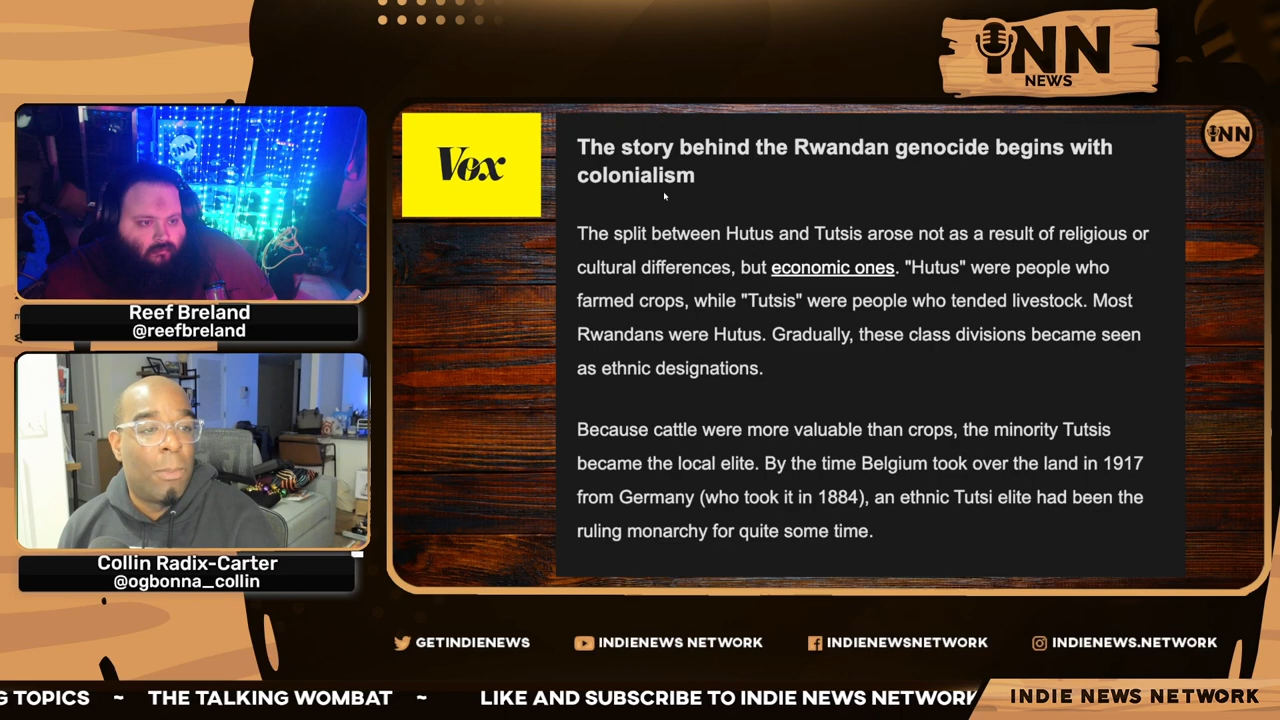 INN
NEWS
INN
Vox
The story behind the Rwandan genocide begins with
colonialism
The split between Hutus and Tutsis arose not as a result of religious or
cultural differences, but economic ones. "Hutus" were people who
farmed crops, while "Tutsis" were people who tended livestock. Most
Rwandans were Hutus. Gradually, these class divisions became seen
as ethnic designations.
Because cattle were more valuable than crops, the minority Tutsis
became the local elite. By the time Belgium took over the land in 1917
from Germany (who took it in 1884), an ethnic Tutsi elite had been the
ruling monarchy for quite some time.
Reef Breland
@reefbreland
Collin Radix-Carter
@ogbonna_collin
GETINDIENEWS
INDIENEWS NETWORK
INDIENEWSNETWORK
INDIENEWS.NETWORK
G TOPICS ~ THE TALKING WOMBAT ~ LIKE AND SUBSCRIBE TO INDIE NEWS NETWORK
INDIE NEWS NETWORK